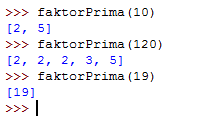 >>> faktorPrima(10)
[2, 5]
>>> faktorPrima(120)
[2, 2, 2, 3, 5]
>>> faktorPrima(19)
[19]
>>>